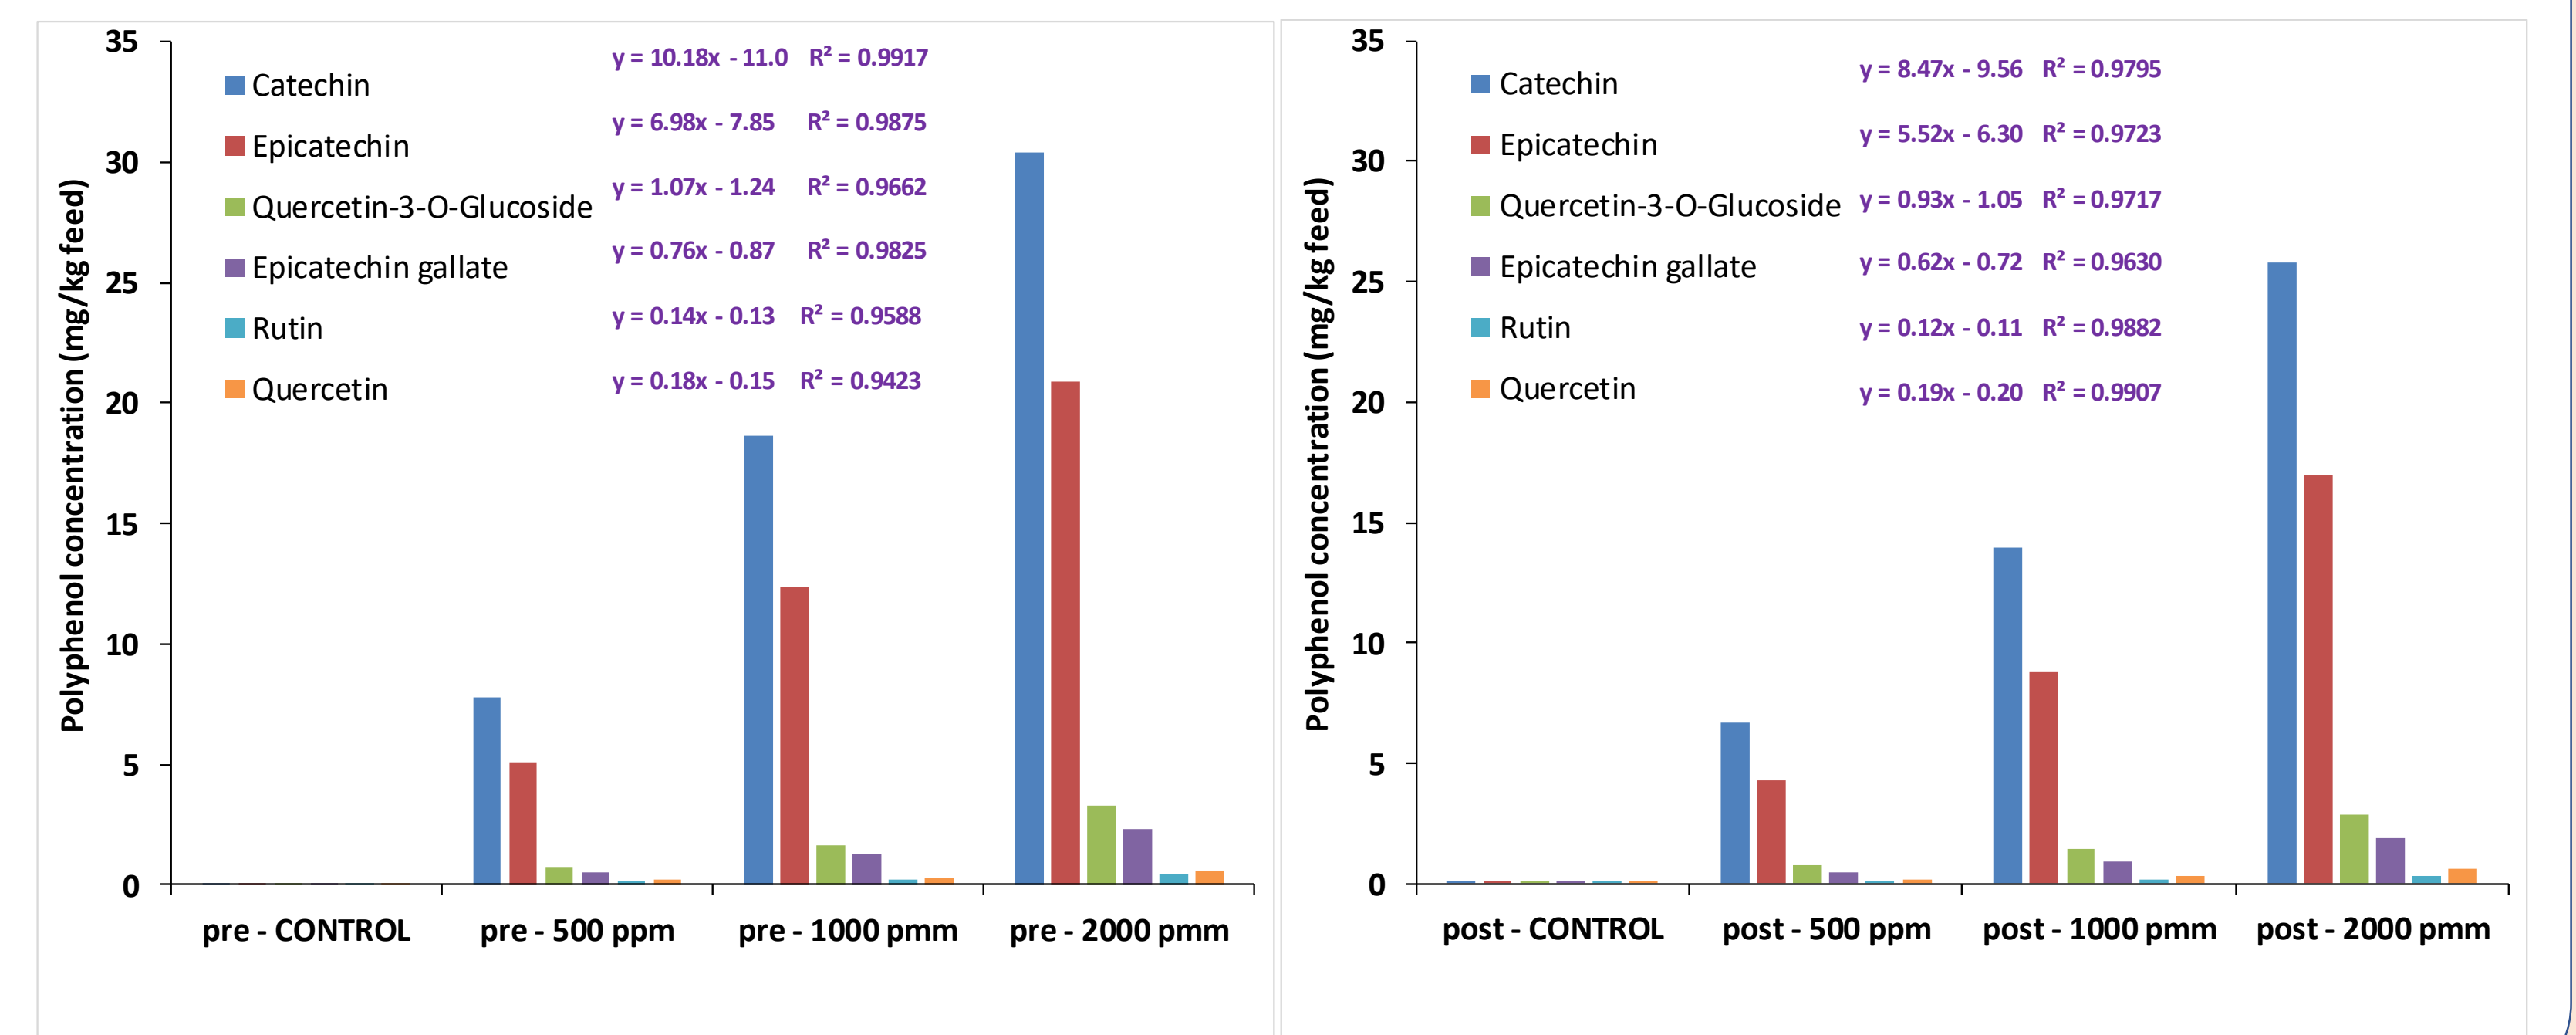 Polyphenol concentration (mg/kg feed)
35
30
25
20
15
10
5
0
Catechin
Epicatechin
Quercetin-3-O-Glucoside
Epicatechin gallate
Rutin
Quercetin
y = 10.18x - 11.0 R² = 0.9917
y = 6.98x - 7.85 R² = 0.9875
y = 1.07x - 1.24 R² = 0.9662
y = 0.76x - 0.87 R² = 0.9825
y = 0.14x - 0.13 R² = 0.9588
y = 0.18x - 0.15 R² = 0.9423
pre - CONTROL
pre - 500 ppm
pre - 1000 pmm
pre - 2000 pmm
Polyphenol concentration (mg/kg feed)
35
30
25
20
15
10
5
0
Catechin
Epicatechin
Quercetin-3-O-Glucoside
Epicatechin gallate
Rutin
Quercetin
y = 8.47x - 9.56 R² = 0.9795
y = 5.52x - 6.30 R² = 0.9723
y = 0.93x - 1.05 R² = 0.9717
y = 0.62x - 0.72 R² = 0.9630
y = 0.12x - 0.11 R² = 0.9882
y = 0.19x - 0.20 R² = 0.9907
post - CONTROL
post - 500 ppm
post - 1000 pmm
post - 2000 pmm